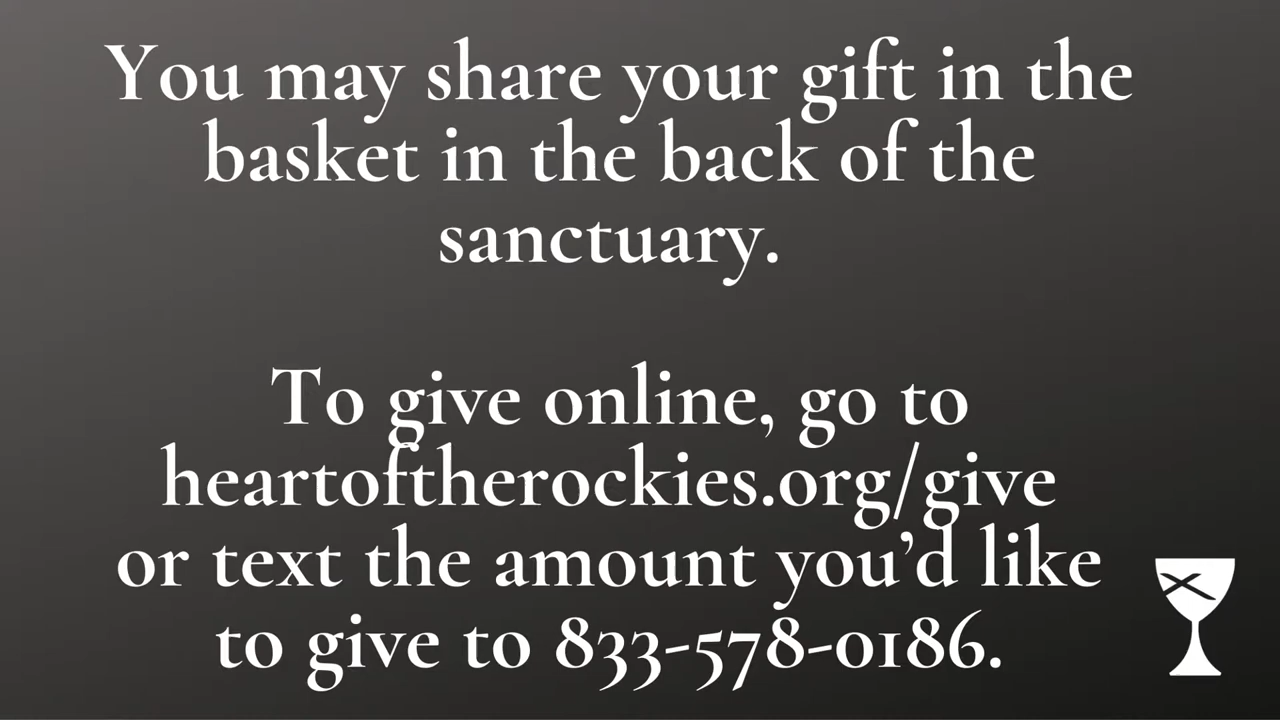 You may share your gift in the
basket in the back of the
sanctuary.
To give online, go to
heartoftherockies.org/give
or text the amount you’d like
to give to 833-578-0186.